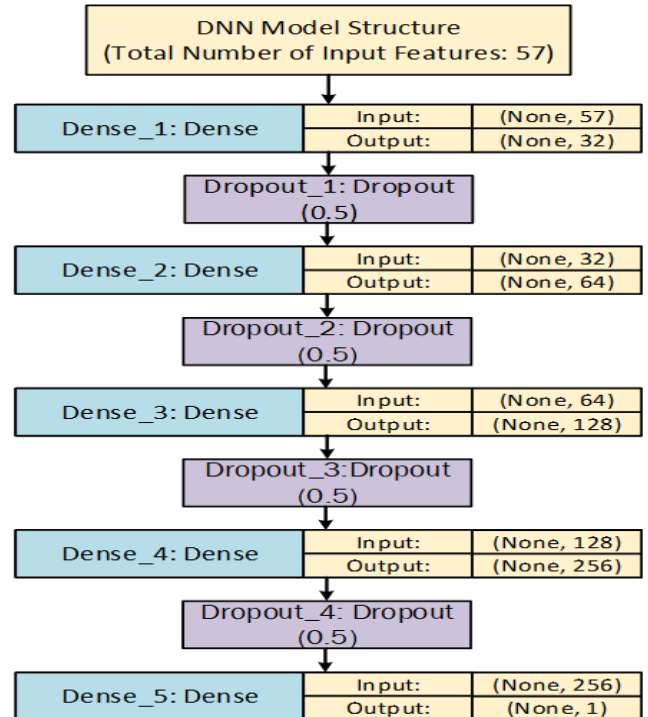 DNN Model Structure
(Total Number of Input Features: 57)
Dense_1: Dense
Input: (None, 57)
Output: (None, 32)
Dropout_1: Dropout
(0.5)
Dense_2: Dense
Input: (None, 32)
Output: (None, 64)
Dropout_2: Dropout
(0.5)
Dense_3: Dense
Input: (None, 64)
Output: (None, 128)
Dropout_3:Dropout
(0.5)
Dense_4: Dense
Input: (None, 128)
Output: (None, 256)
Dropout_4: Dropout
(0.5)
Dense_5: Dense
Input: (None, 256)
Output: (None, 1)